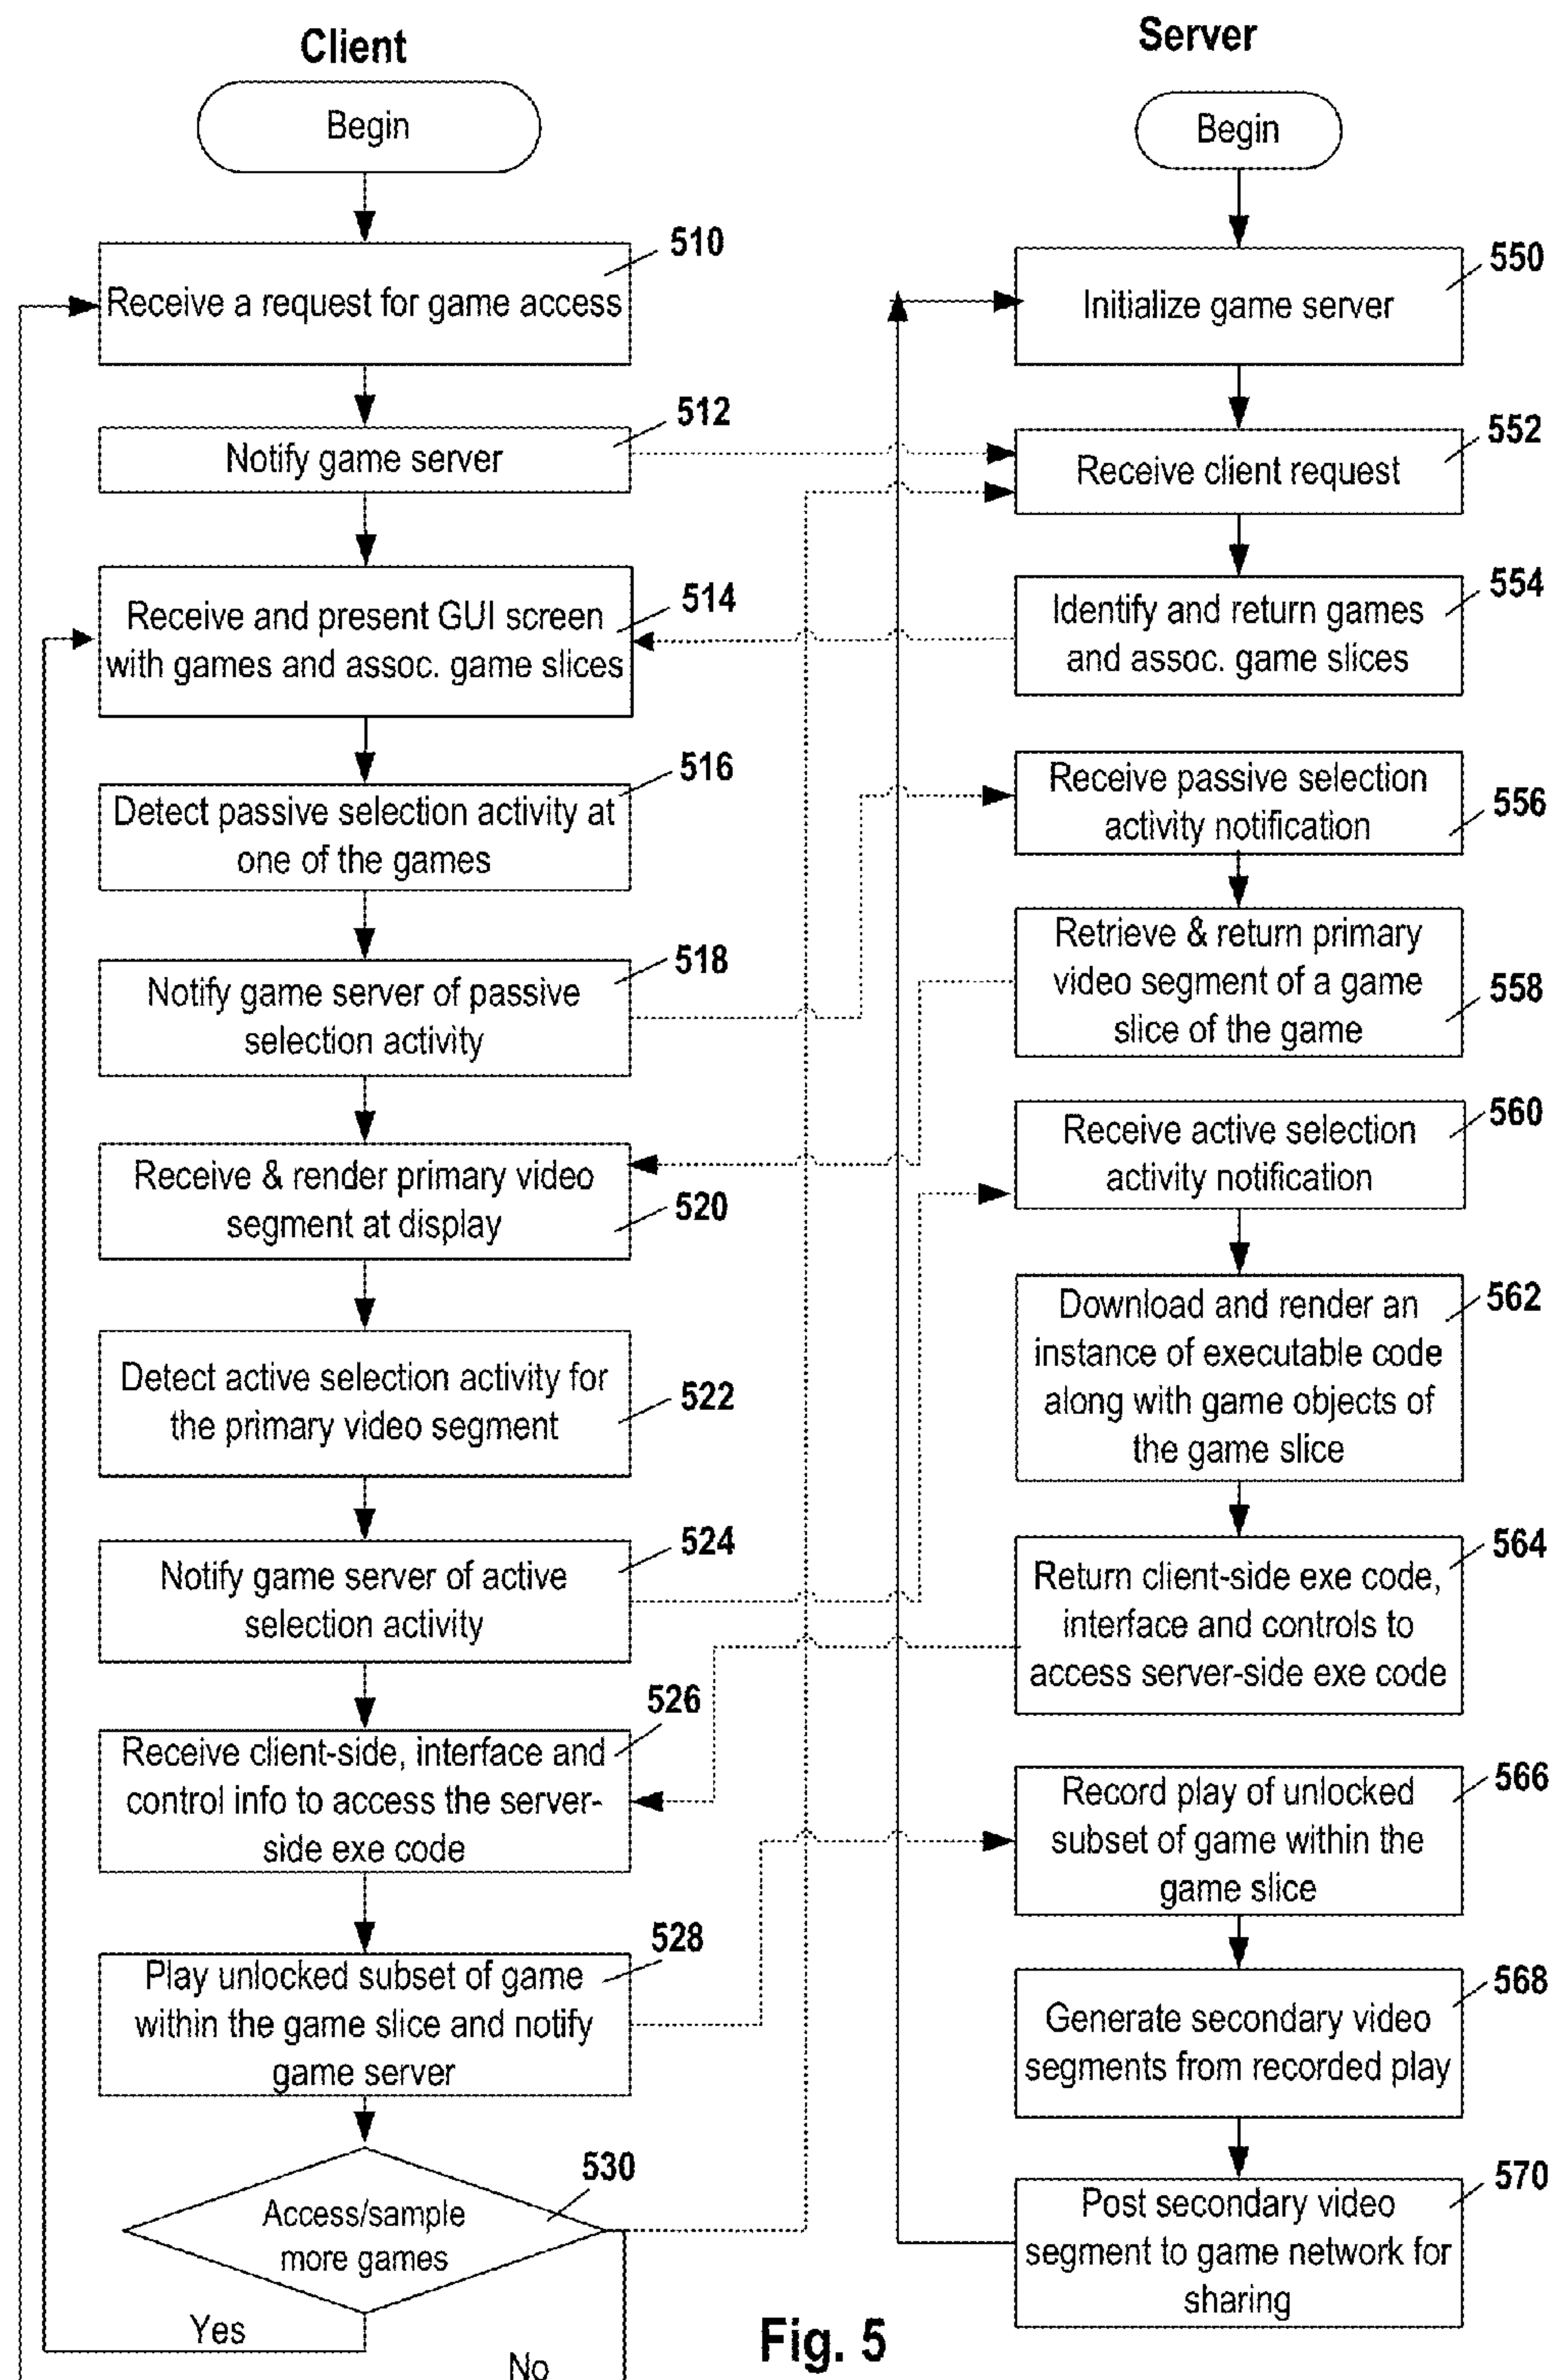 Client
Begin
510
Receive a request for game access
512
Notify game server
514
Receive and present GUI screen
with games and assoc. game slices
516
Detect passive selection activity at
one of the games
518
Notify game server of passive
selection activity
Receive & render primary video
segment at display
520
Detect active selection activity for
the primary video segment
522
524
Notify game server of active
selection activity
526
Receive client-side, interface and
control info to access the server-
side exe code
528
Play unlocked subset of game
within the game slice and notify
game server
530
Access/sample
more games
Yes
No
Server
Begin
550
Initialize game server
552
Receive client request
554
Identify and return games
and assoc. game slices
Receive passive selection
activity notification
556
Retrieve & return primary
video segment of a game
slice of the game
558
560
Receive active selection
activity notification
562
Download and render an
instance of executable code
along with game objects of
the game slice
564
Return client-side exe code,
interface and controls to
access server-side exe code
566
Record play of unlocked
subset of game within the
game slice
568
Generate secondary video
segments from recorded play
570
Post secondary video
segment to game network for
sharing
Fig. 5